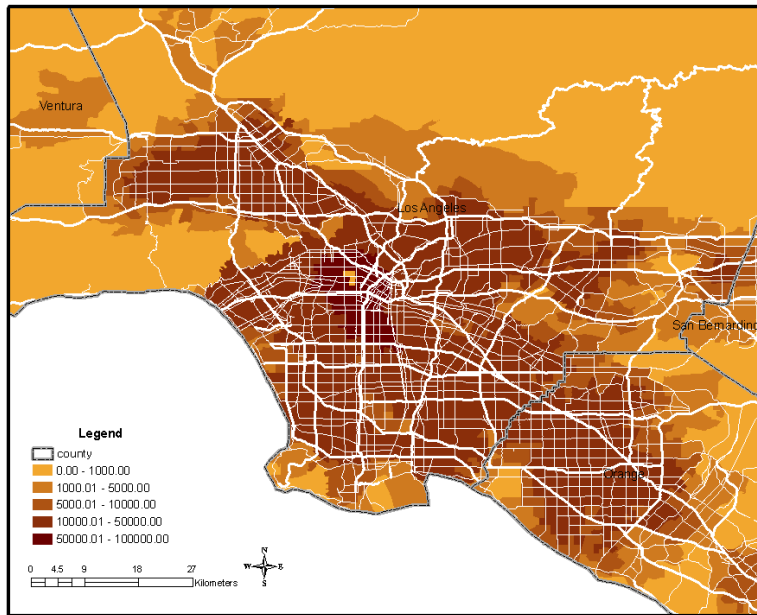 Ventura
Los Angeles
San Bernardino
Orange
Legend
county
0.00 - 1000.00
1000.01 - 5000.00
5000.01 - 10000.00
10000.01 - 50000.00
50000.01 - 100000.00
N
W E
S
0 4.5 9 18 27
Kilometers